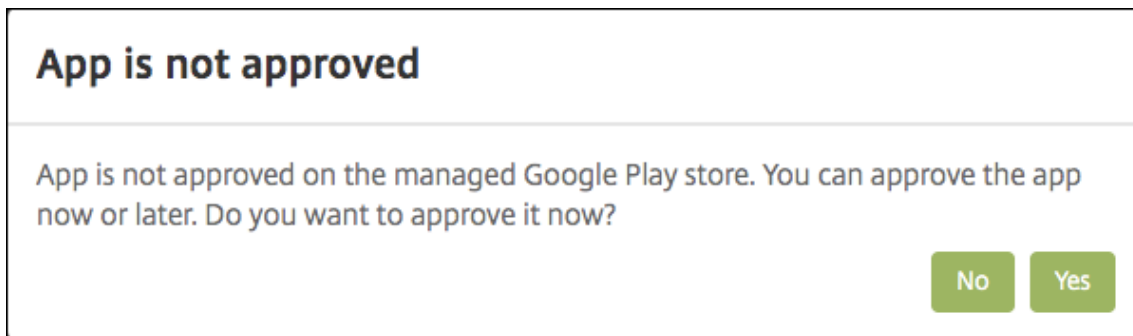 App is not approved
App is not approved on the managed Google Play store. You can approve the app
now or later. Do you want to approve it now?
No Yes